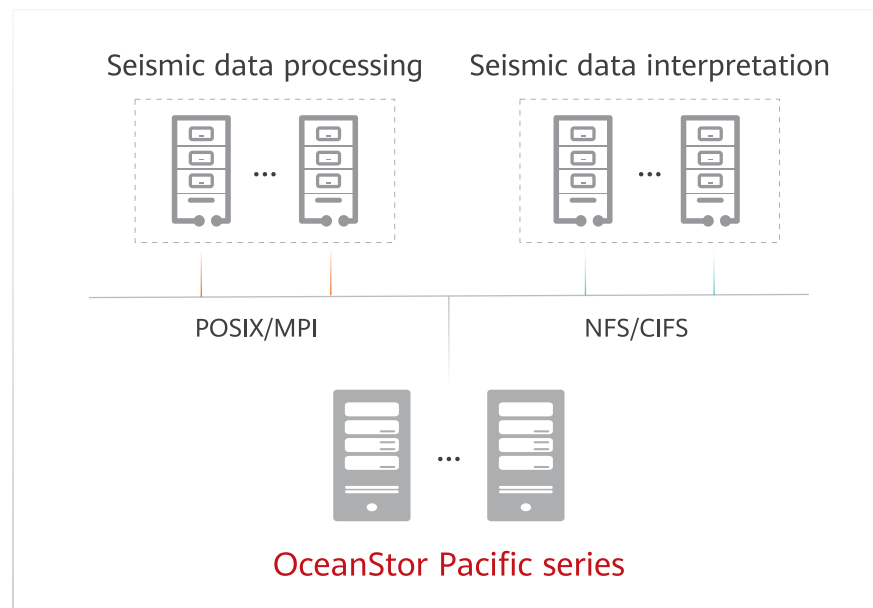 Seismic data processing
Seismic data interpretation
...
...
POSIX/MPI
NFS/CIFS
...
OceanStor Pacific series